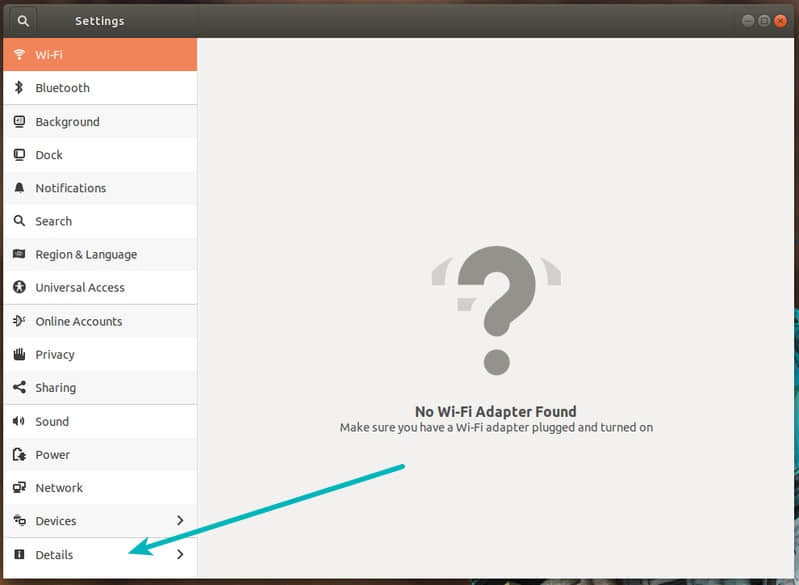 Settings
Wi-Fi
Bluetooth
Background
Dock
Notifications
Search
Region & Language
Universal Access
Online Accounts
Privacy
Sharing
Sound
Power
Network
Devices
Details
No Wi-Fi Adapter Found
Make sure you have a Wi-Fi adapter plugged and turned on